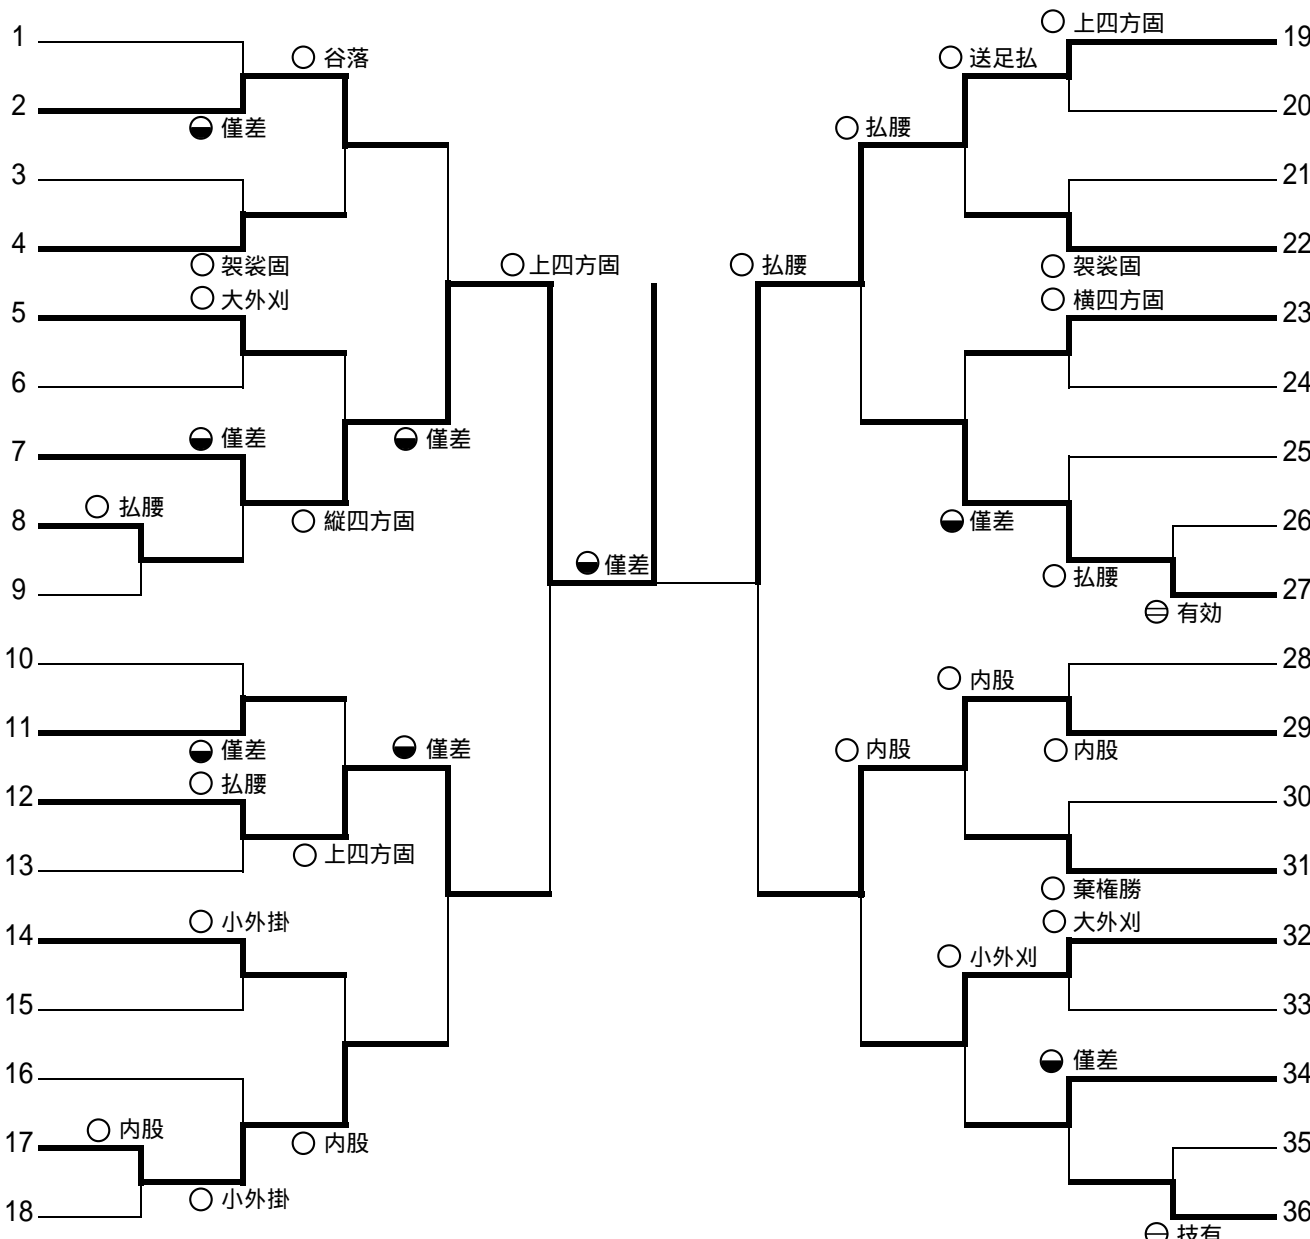 1
○ 谷落
2
僅差
3
4
○ 袈裟固
○ 大外刈
5
6
僅差
7
僅差
○ 払腰
8
○ 縦四方固
9
○ 上四方固
僅差
10
11
僅差
僅差
○ 払腰
12
○ 上四方固
13
○ 小外掛
14
15
16
○ 内股
17
○ 内股
18
○ 小外掛
○ 上四方固
19
○ 送足払
20
○ 払腰
21
22
○ 払腰
○ 袈裟固
○ 横四方固
23
24
25
僅差
26
○ 払腰
27
有効
28
○ 内股
29
○ 内股
○ 内股
30
31
○ 棄権勝
○ 大外刈
32
○ 小外刈
33
僅差
34
35
36
技有